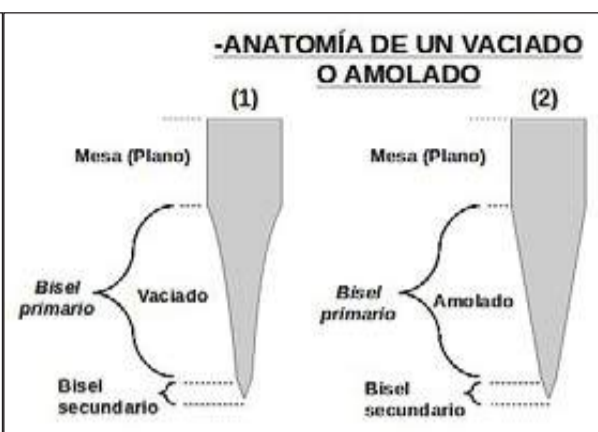 -ANATOMÍA DE UN VACIADO
O AMOLADO
(1)
Mesa (Plano)
Bisel
primario
Vaciado
Bisel
secundario
(2)
Mesa (Plano)
Bisel
primario
Amolado
Bisel
secundario